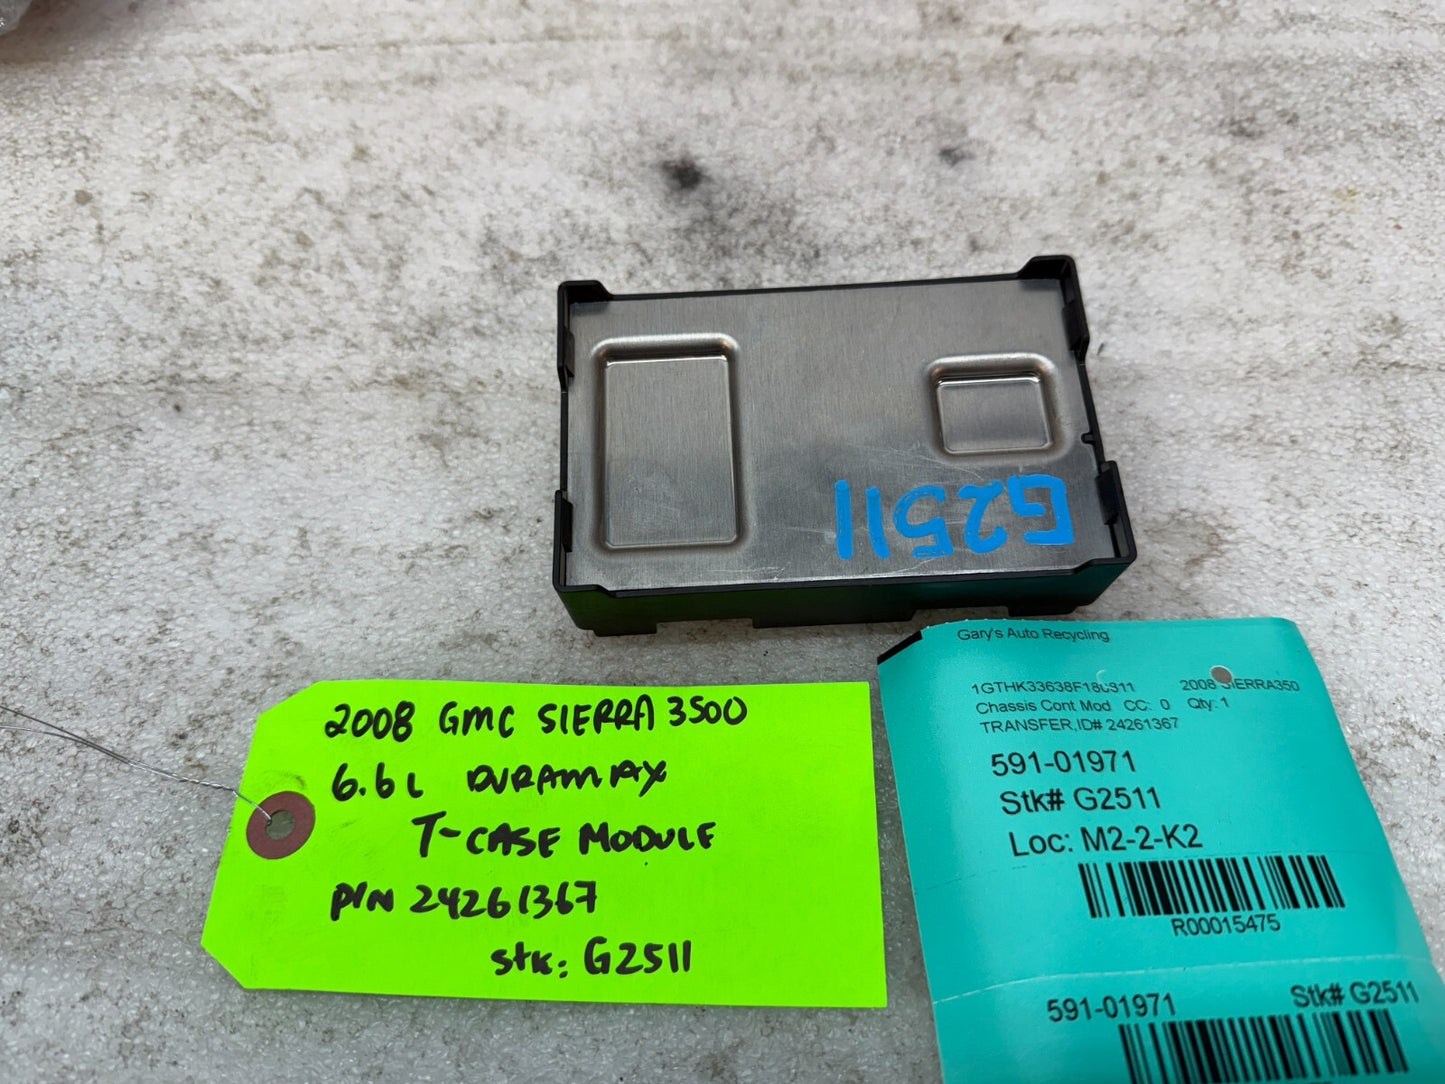 G2511
2008 GMC SIERRA 3500
6.6L DURAMAX
T-CASE MODULE
P/N 24261367
stk: G2511
Gary's Auto Recycling
2008 SIERRA350
Chassis Cont Mod CC: 0 Qty: 1
TRANSFER,ID# 24261367
591-01971
Stk# G2511
Loc: M2-2-K2
R00015475
591-01971 Stk# G2511